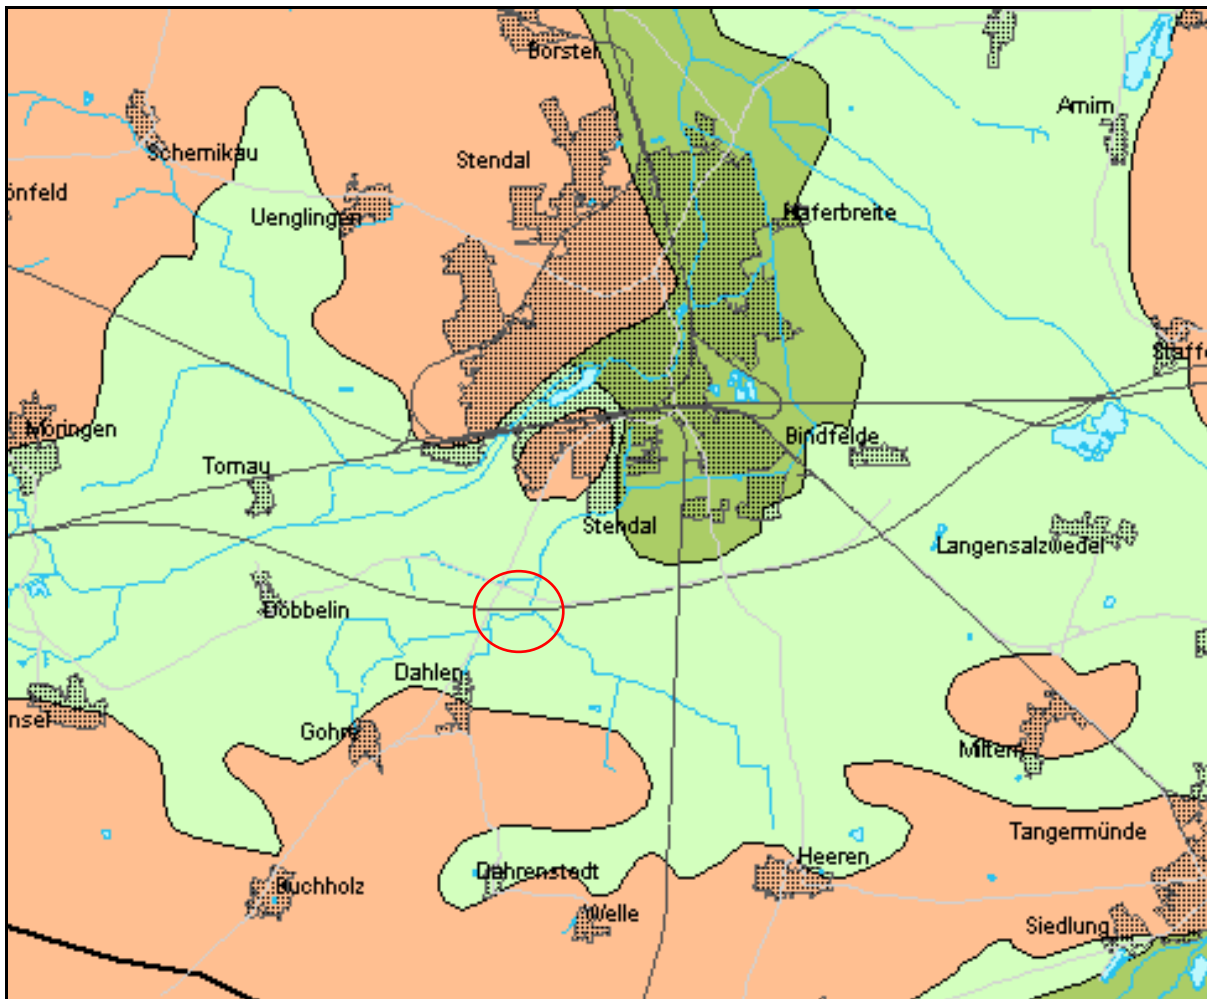 Borstel
Arnim
Schernikau
Stendal
önfeld
Uenglingen
Haferbreite
Staffe
Möringen
Bindfelde
Tornau
Stendal
Langensalzwedel
Döbbelin
Dahlen
nsel
Gohre
Miltern
Tangermünde
Heeren
Dahrenstedt
Buchholz
Welle
Siedlung